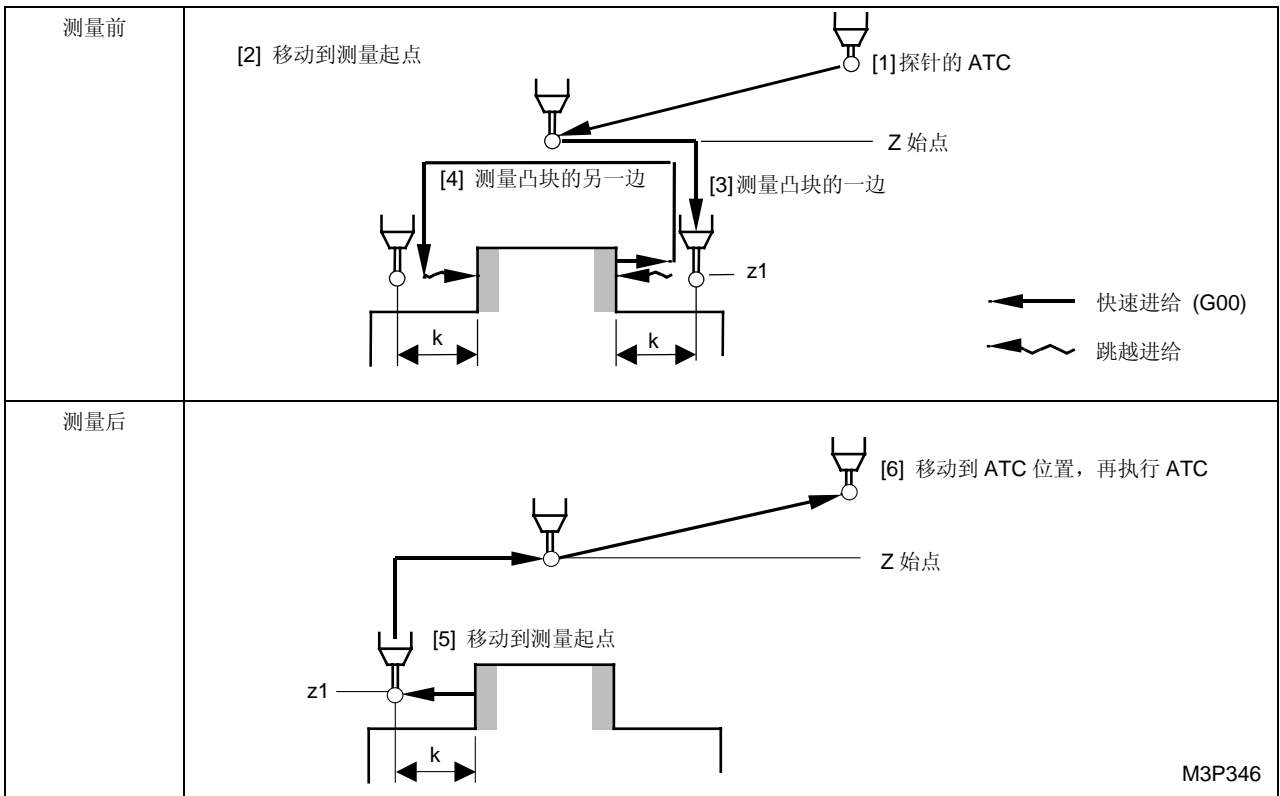 测量前
[2] 移动到测量起点
[1]探针的 ATC
Z 始点
[4] 测量凸块的另一边
[3]测量凸块的一边
z1
k
k
快速进给 (G00)
跳越进给
测量后
[6] 移动到 ATC 位置，再执行 ATC
Z 始点
[5] 移动到测量起点
z1
k
M3P346